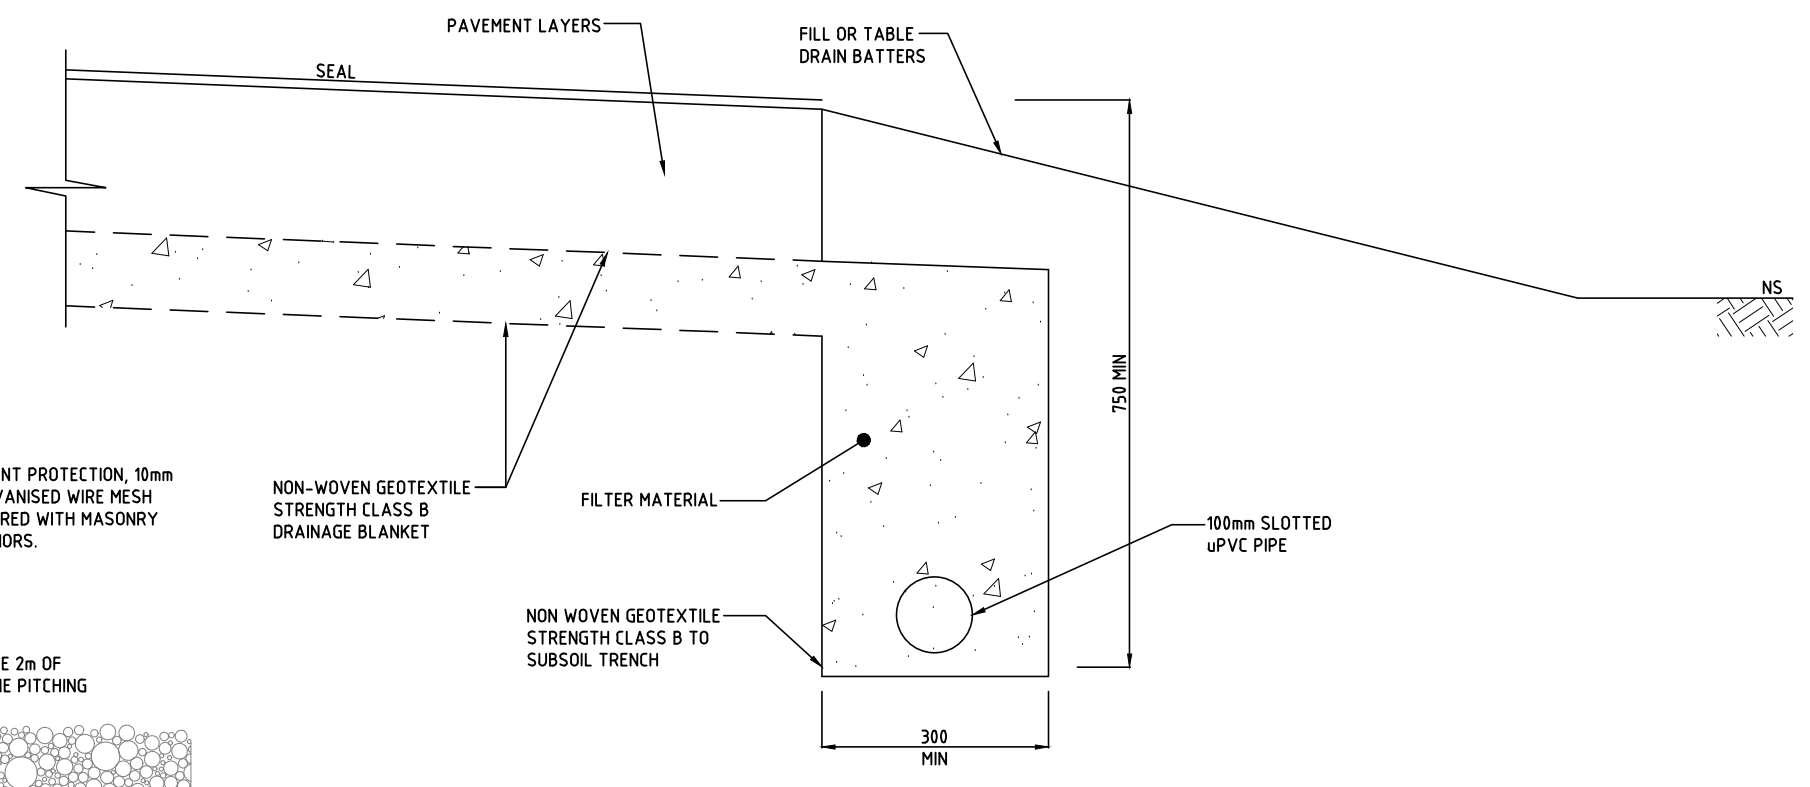 PAVEMENT LAYERS
FILL OR TABLE
DRAIN BATTERS
SEAL
NS
750 MIN
NT PROTECTION, 10mm
VANISED WIRE MESH
RED WITH MASONRY
HORS.
NON-WOVEN GEOTEXTILE
STRENGTH CLASS B
DRAINAGE BLANKET
FILTER MATERIAL
100mm SLOTTED
uPVC PIPE
NON WOVEN GEOTEXTILE
STRENGTH CLASS B TO
SUBSOIL TRENCH
E 2m OF
NE PITCHING
300
MIN